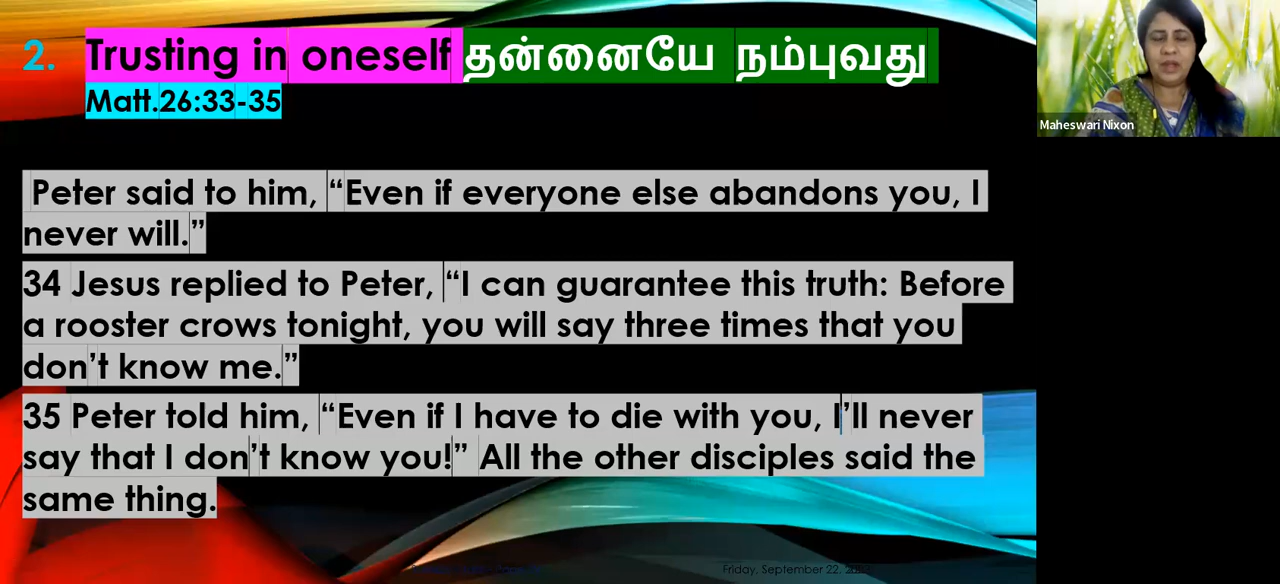 2. Trusting in oneself தன்னையே நம்புவது
Matt.26:33-35
Maheswari Nixon
Peter said to him, “Even if everyone else abandons you, I
never will.”
34 Jesus replied to Peter, “I can guarantee this truth: Before
a rooster crows tonight, you will say three times that you
don’t know me.”
35 Peter told him, “Even if I have to die with you, I’ll never
say that I don’t know you!” All the other disciples said the
same thing.
Friday, September 22,